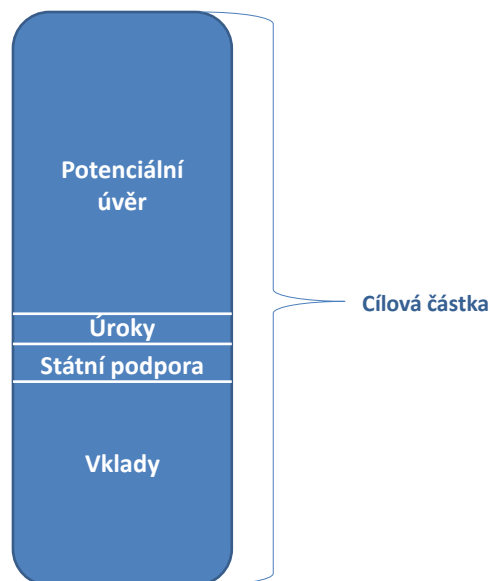 Potenciální
úvěr
Úroky
Státní podpora
Vklady
Cílová částka